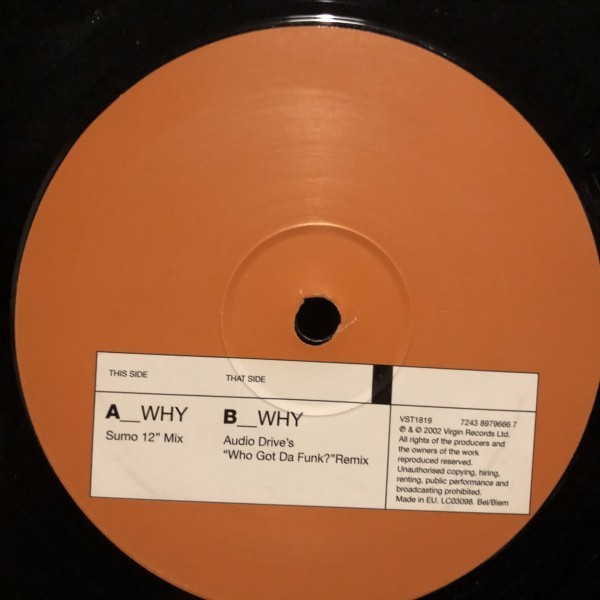 THIS SIDE
THAT SIDE
A__WHY
Sumo 12" Mix
B__WHY
Audio Drive's
"Who Got Da Funk?"Remix
VST1819 7243 8979666 7
℗ & © 2002 Virgin Records Ltd.
All rights of the producers and
the owners of the work
reproduced reserved.
Unauthorised copying, hiring,
renting, public performance and
broadcasting prohibited.
Made in EU. LC03098. Bel/Biem